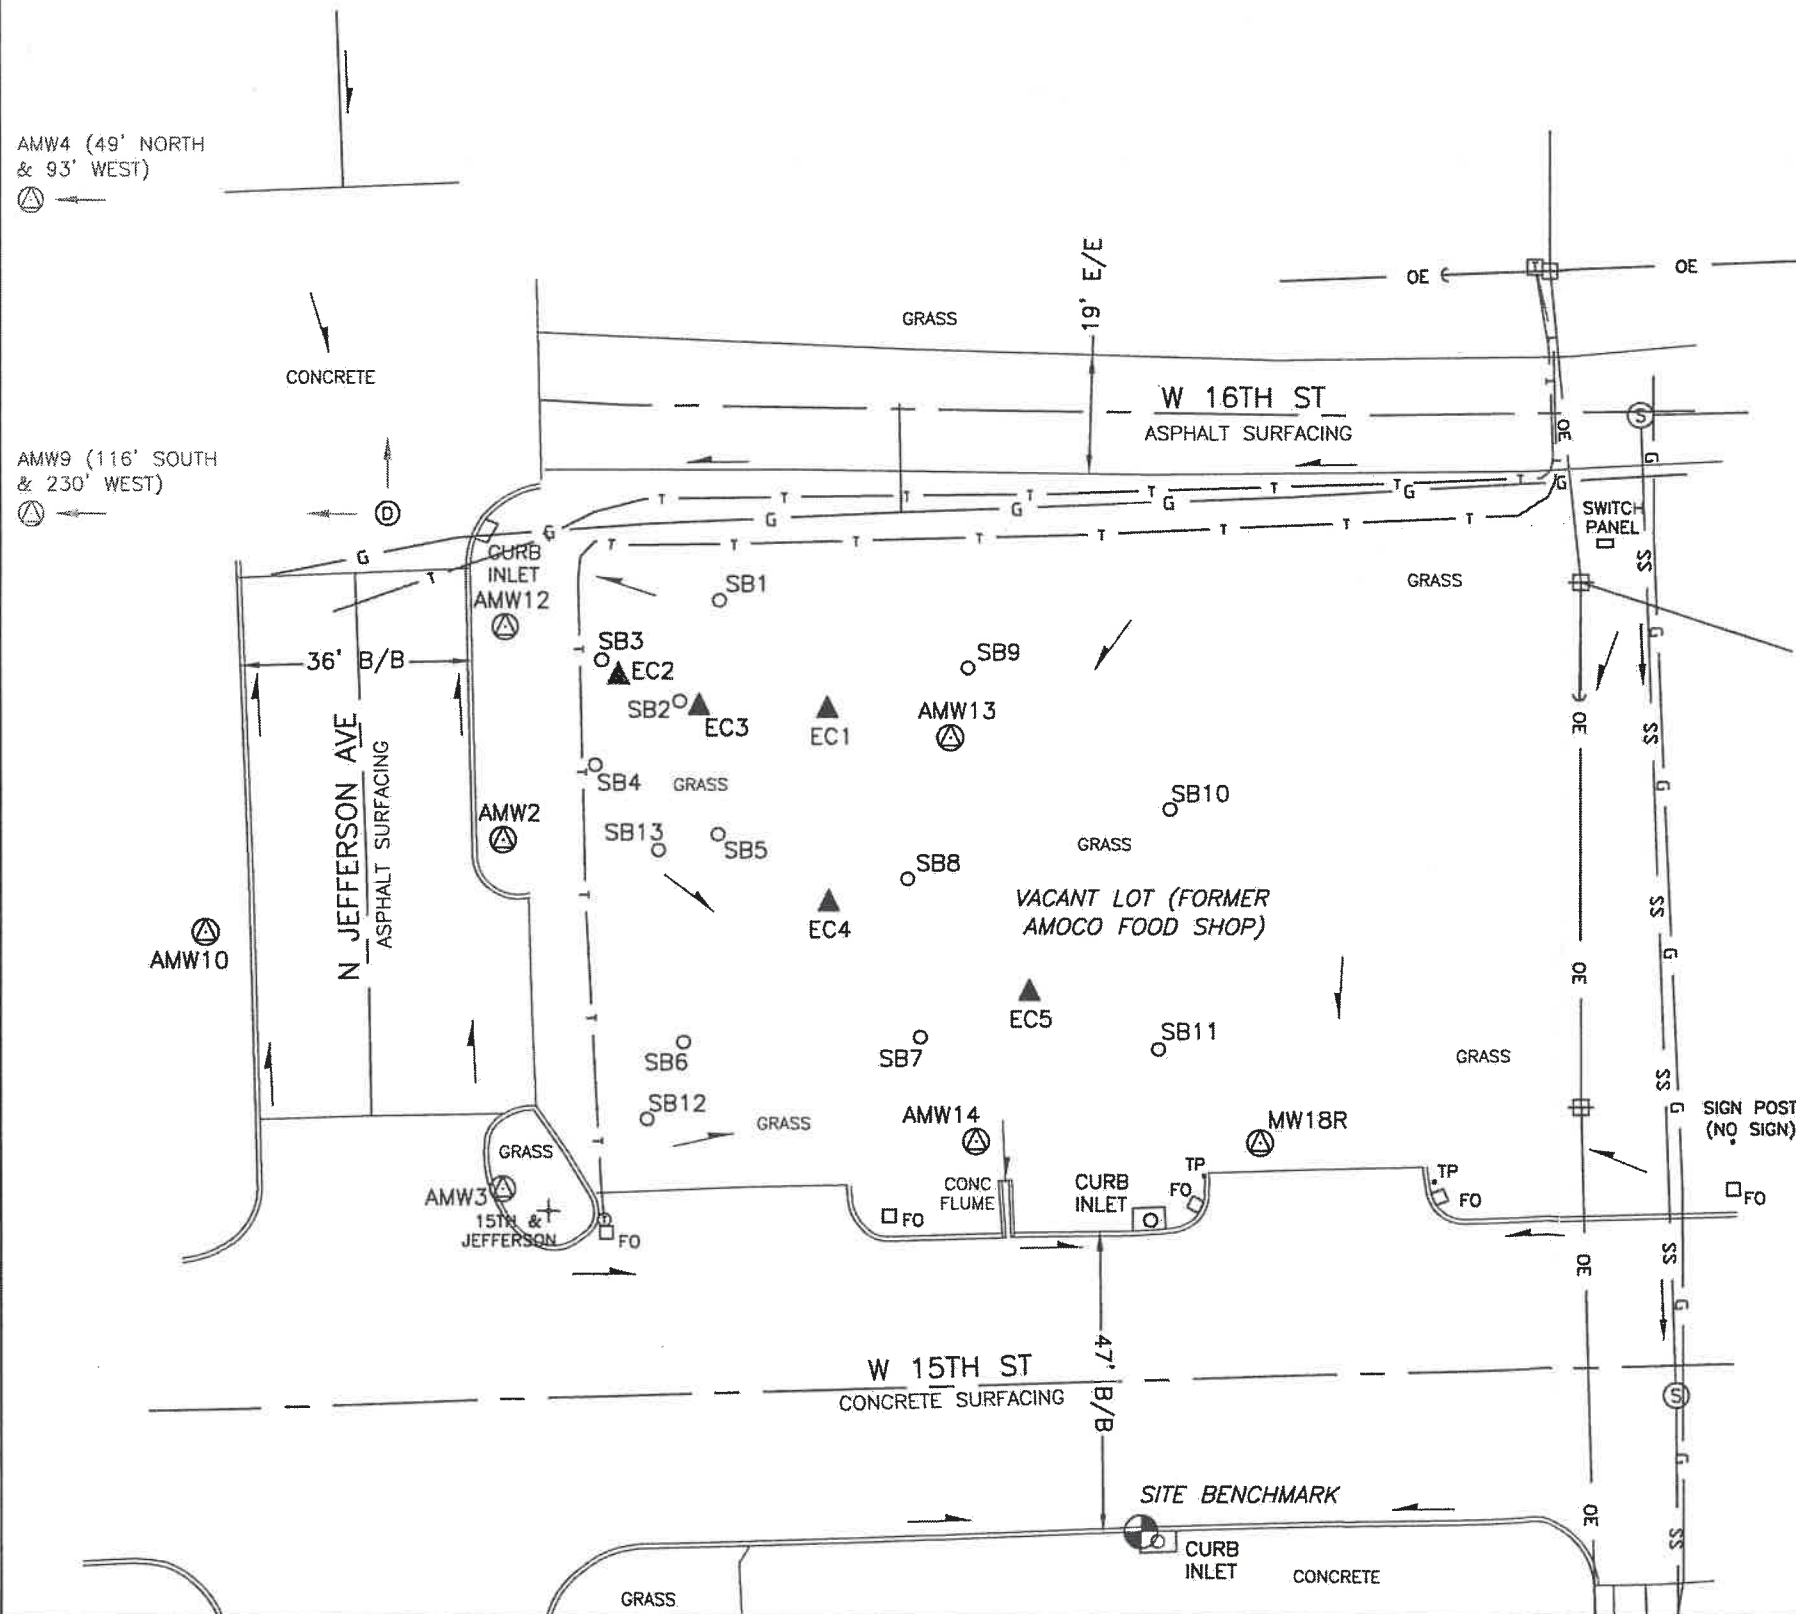 AMW4 (49' NORTH
& 93' WEST)
19' E/E
OE
OE
T
GRASS
CONCRETE
W 16TH ST
ASPHALT SURFACING
OE
S
G
AMW9 (116' SOUTH
& 230' WEST)
D
T T T T T T T T
G G G G G G
T T T T T T T T
G
T
SWITCH
PANEL
CURB
INLET
SS
GRASS
SB1
AMW12
SB3
EC2
SB9
G
36' B/B
SB2
EC3
EC1
AMW13
OE
SS
SB4
GRASS
SB10
G
N JEFFERSON AVE
ASPHALT SURFACING
AMW2
SB13
SB5
GRASS
SB8
VACANT LOT (FORMER
AMOCO FOOD SHOP)
SS
EC4
AMW10
G
OE
EC5
SB11
SB7
SB6
GRASS
SS
SB12
GRASS
AMW14
MW18R
G
SIGN POST
(NO SIGN)
GRASS
AMW3
15TH &
JEFFERSON
T
FO
CONC
FLUME
FO
CURB
INLET
TP
FO
TP
FO
FO
SS
OE
G
47' B/B
W 15TH ST
CONCRETE SURFACING
S
G
SITE BENCHMARK
OE
SS
CURB
INLET
CONCRETE
GRASS
T
T
T
T
T